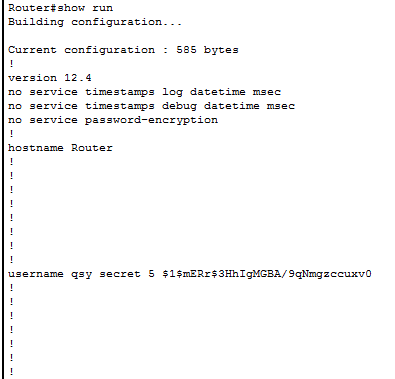 Router#show run
Building configuration...
Current configuration : 585 bytes
!
version 12.4
no service timestamps log datetime msec
no service timestamps debug datetime msec
no service password-encryption
!
hostname Router
!
!
!
!
!
!
!
!
username qsy secret 5 $1$mERr$3HhIgMGBA/9qNmgzccuxv0
!
!
!
!
!
!
!